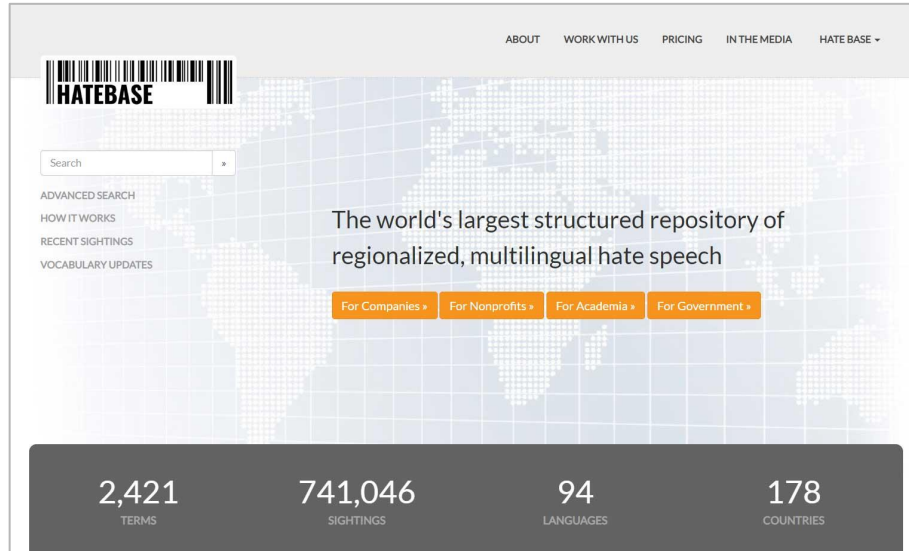 ABOUT WORK WITH US PRICING IN THE MEDIA HATE BASE
HATEBASE
Search »
ADVANCED SEARCH
HOW IT WORKS
RECENT SIGHTINGS
VOCABULARY UPDATES
The world's largest structured repository of
regionalized, multilingual hate speech
For Companies » For Nonprofits » For Academia » For Government »
2,421 741,046 94 178
TERMS SIGHTINGS LANGUAGES COUNTRIES